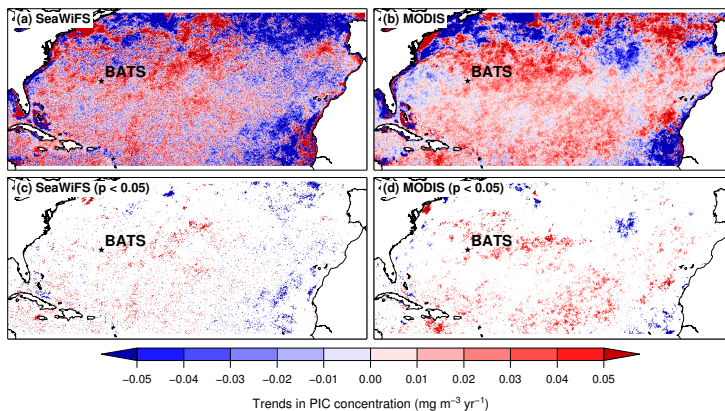 (a) SeaWiFS
BATS
(b) MODIS
BATS
(c) SeaWiFS (p < 0.05)
BATS
(d) MODIS (p < 0.05)
BATS
−0.05 −0.04 −0.03 −0.02 −0.01 0.00 0.01 0.02 0.03 0.04 0.05
Trends in PIC concentration (mg m⁻³ yr⁻¹)